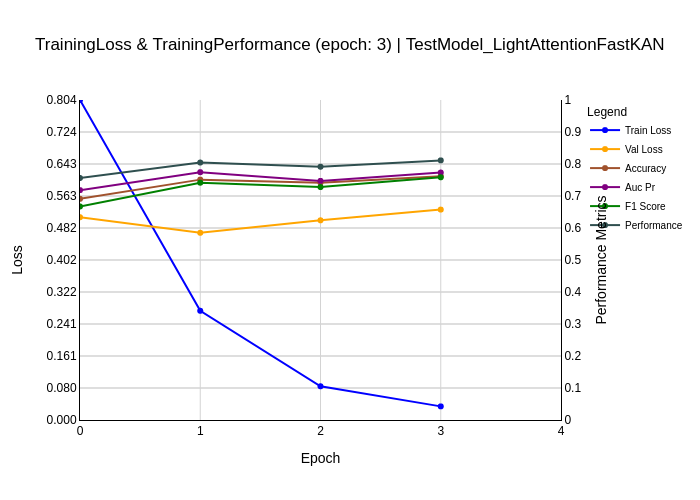 TrainingLoss & TrainingPerformance (epoch: 3) | TestModel_LightAttentionFastKAN
0.804
0.724
0.643
0.563
0.482
0.402
0.322
0.241
0.161
0.080
0.000
Loss
0
1
2
3
4
Epoch
1
0.9
0.8
0.7
0.6
0.5
0.4
0.3
0.2
0.1
0
Performance Metrics
Legend
Train Loss
Val Loss
Accuracy
Auc Pr
F1 Score
Performance